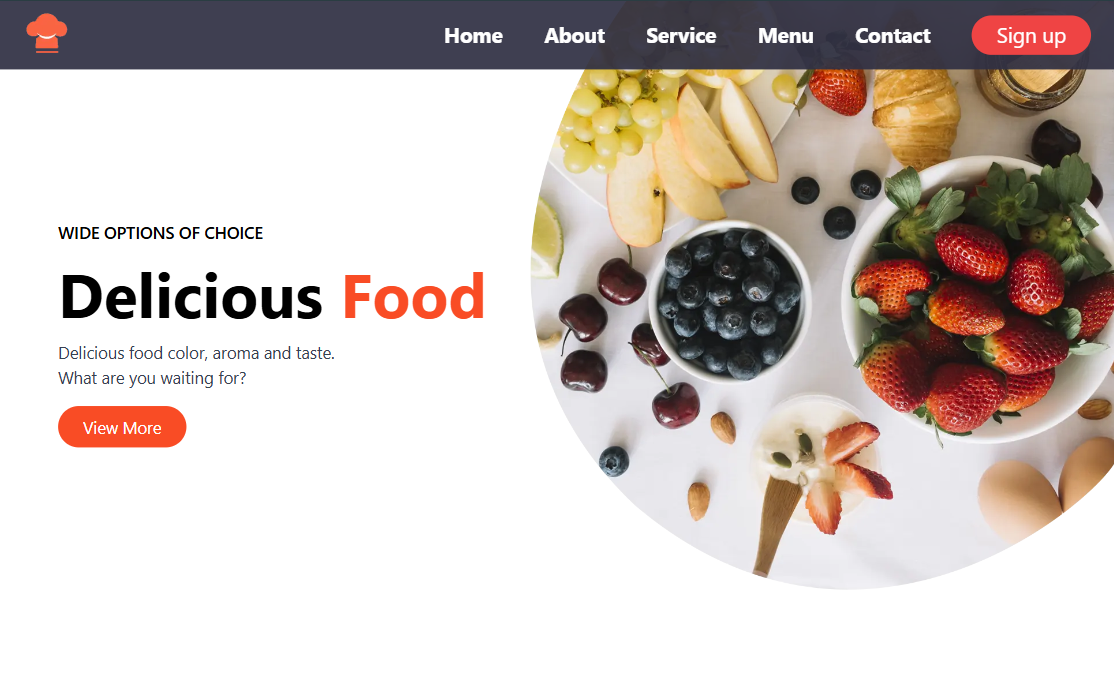 Home About Service Menu Contact Sign up
WIDE OPTIONS OF CHOICE
Delicious Food
Delicious food color, aroma and taste.
What are you waiting for?
View More